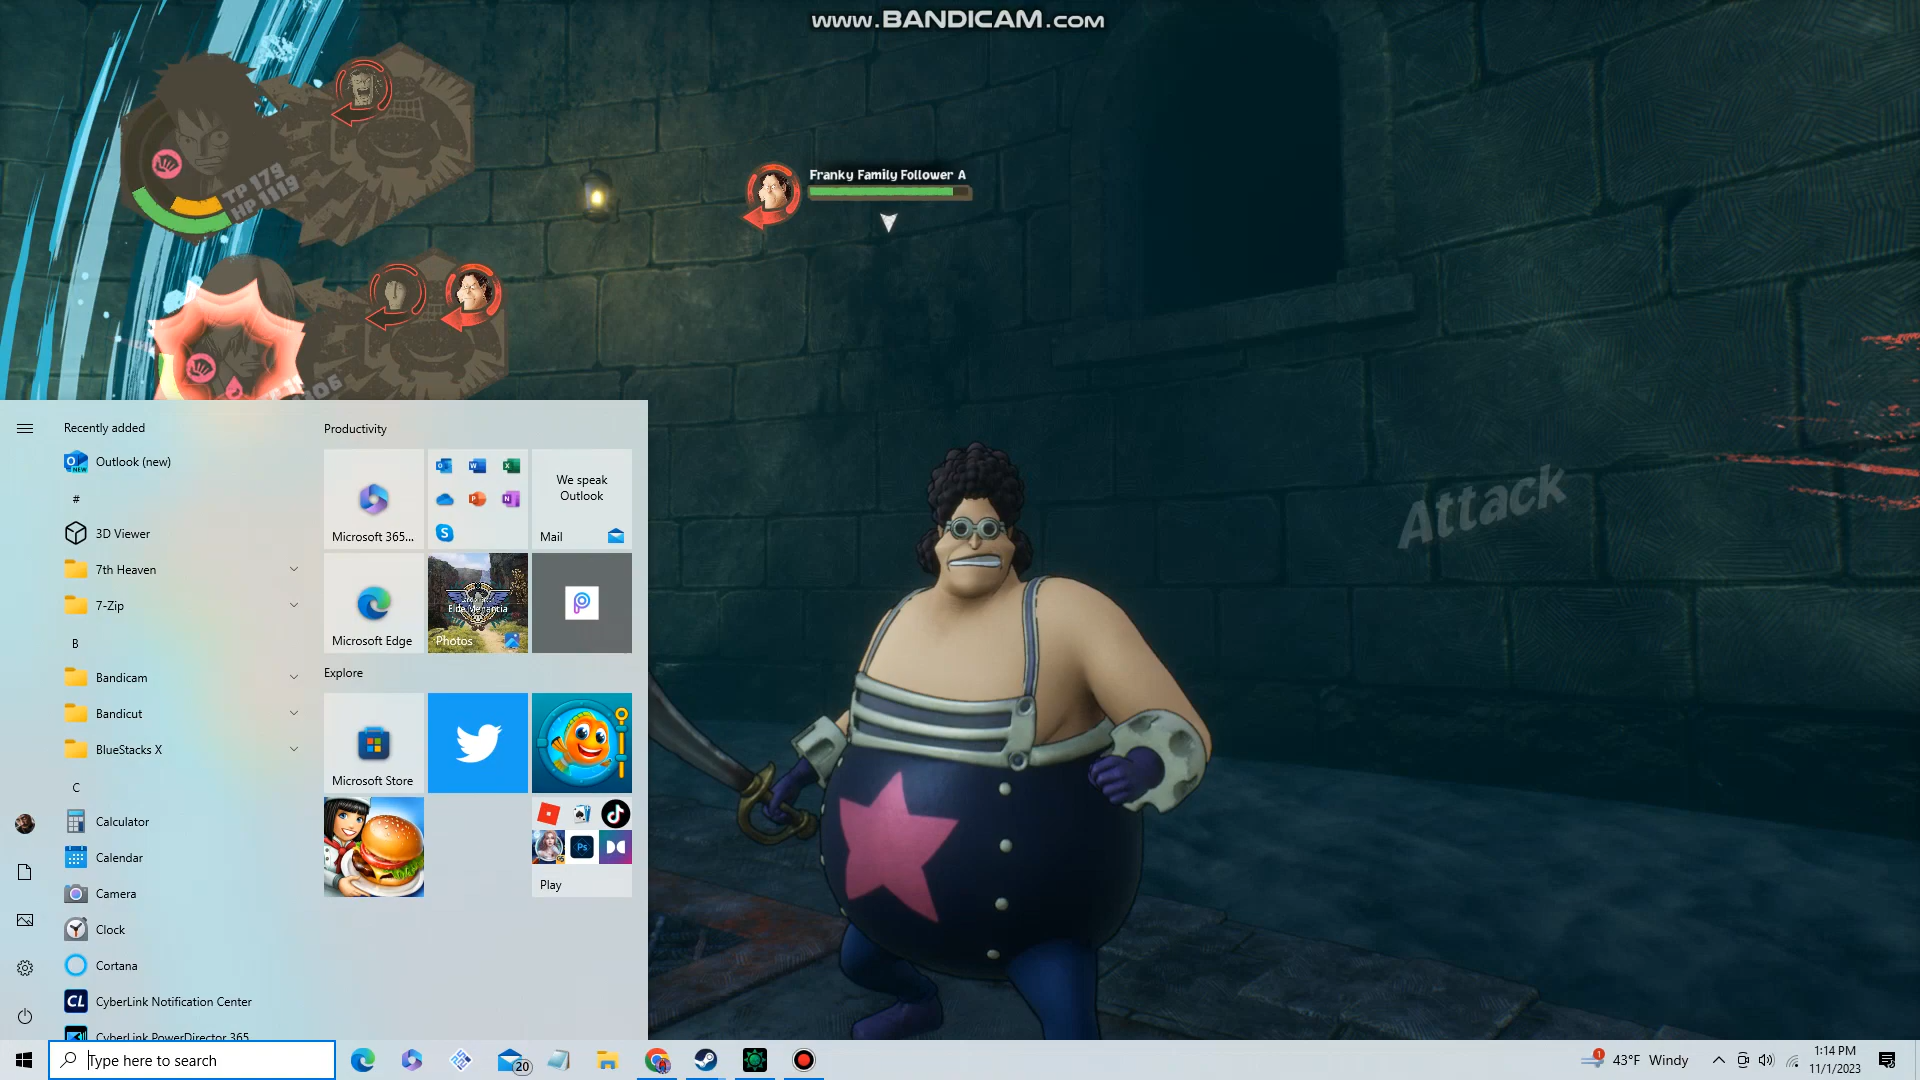 www.BANDICAM.com
TP 179
HP 1119
Franky Family Follower A
Attack
Recently added
Outlook (new)
#
3D Viewer
7th Heaven
7-Zip
B
Bandicam
Bandicut
BlueStacks X
C
Calculator
Calendar
Camera
Clock
Cortana
CyberLink Notification Center
CyberLink PowerDirector 365
Productivity
Microsoft 365...
We speak
Outlook
Mail
Microsoft Edge
Photos
Explore
Microsoft Store
Play
Type here to search
20
1
43°F Windy
1:14 PM
11/1/2023